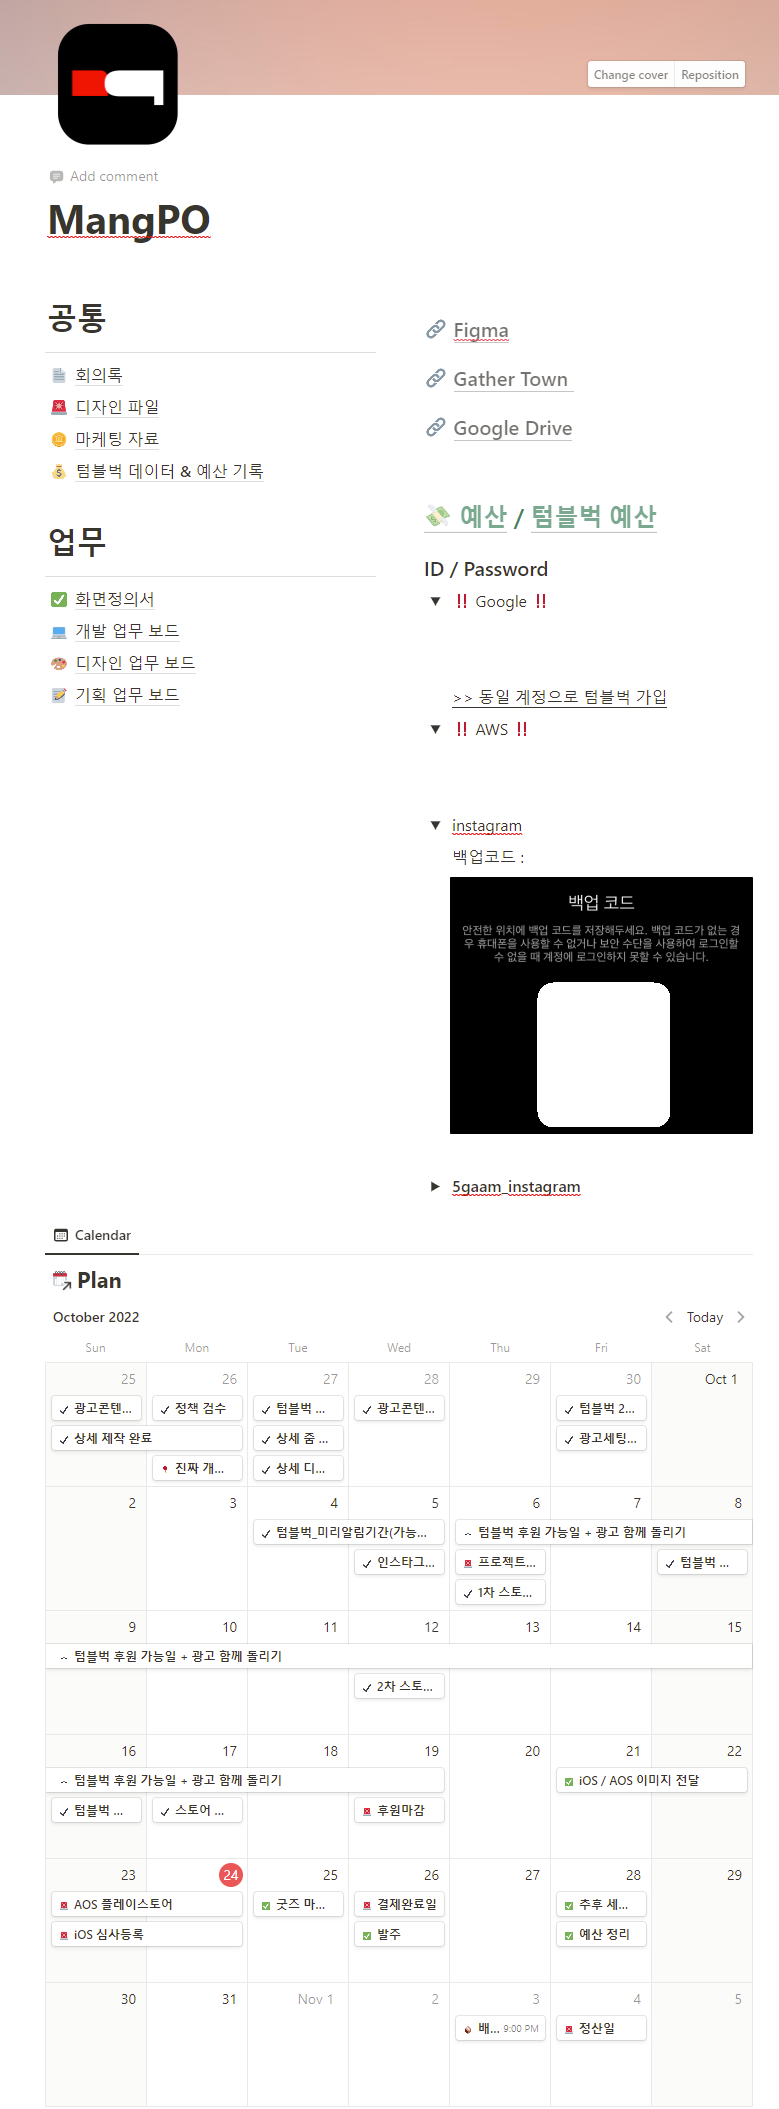 Change cover
Reposition
Add comment
MangPO
공통
회의록
디자인 파일
마케팅 자료
텀블벅 데이터 & 예산 기록
업무
화면정의서
개발 업무 보드
디자인 업무 보드
기획 업무 보드
Figma
Gather Town
Google Drive
예산 / 텀블벅 예산
ID / Password
!! Google !!
>> 동일 계정으로 텀블벅 가입
!! AWS !!
instagram
백업코드 :
백업 코드
안전한 위치에 백업 코드를 저장해두세요. 백업 코드가 없는 경
우 휴대폰을 사용할 수 없거나 보안 수단을 사용하여 로그인할
수 없을 때 계정에 로그인하지 못할 수 있습니다.
5gaam_instagram
Calendar
Plan
October 2022
Today
Sun Mon Tue Wed Thu Fri Sat
25 26 27 28 29 30 Oct 1
광고콘텐... 정책 검수 텀블벅 ... 광고콘텐... 텀블벅 2...
상세 제작 완료 상세 줌 ... 광고세팅...
진짜 개... 상세 디...
2 3 4 5 6 7 8
텀블벅_미리알림기간(가능... 텀블벅 후원 가능일 + 광고 함께 돌리기
인스타그... 프로젝트... 텀블벅 ...
1차 스토...
9 10 11 12 13 14 15
텀블벅 후원 가능일 + 광고 함께 돌리기
2차 스토...
16 17 18 19 20 21 22
텀블벅 후원 가능일 + 광고 함께 돌리기 iOS / AOS 이미지 전달
텀블벅 ... 스토어 ... 후원마감
23 24 25 26 27 28 29
AOS 플레이스토어 굿즈 마... 결제완료일 추후 세...
iOS 심사등록 발주 예산 정리
30 31 Nov 1 2 3 4 5
배... 9:00 PM 정산일